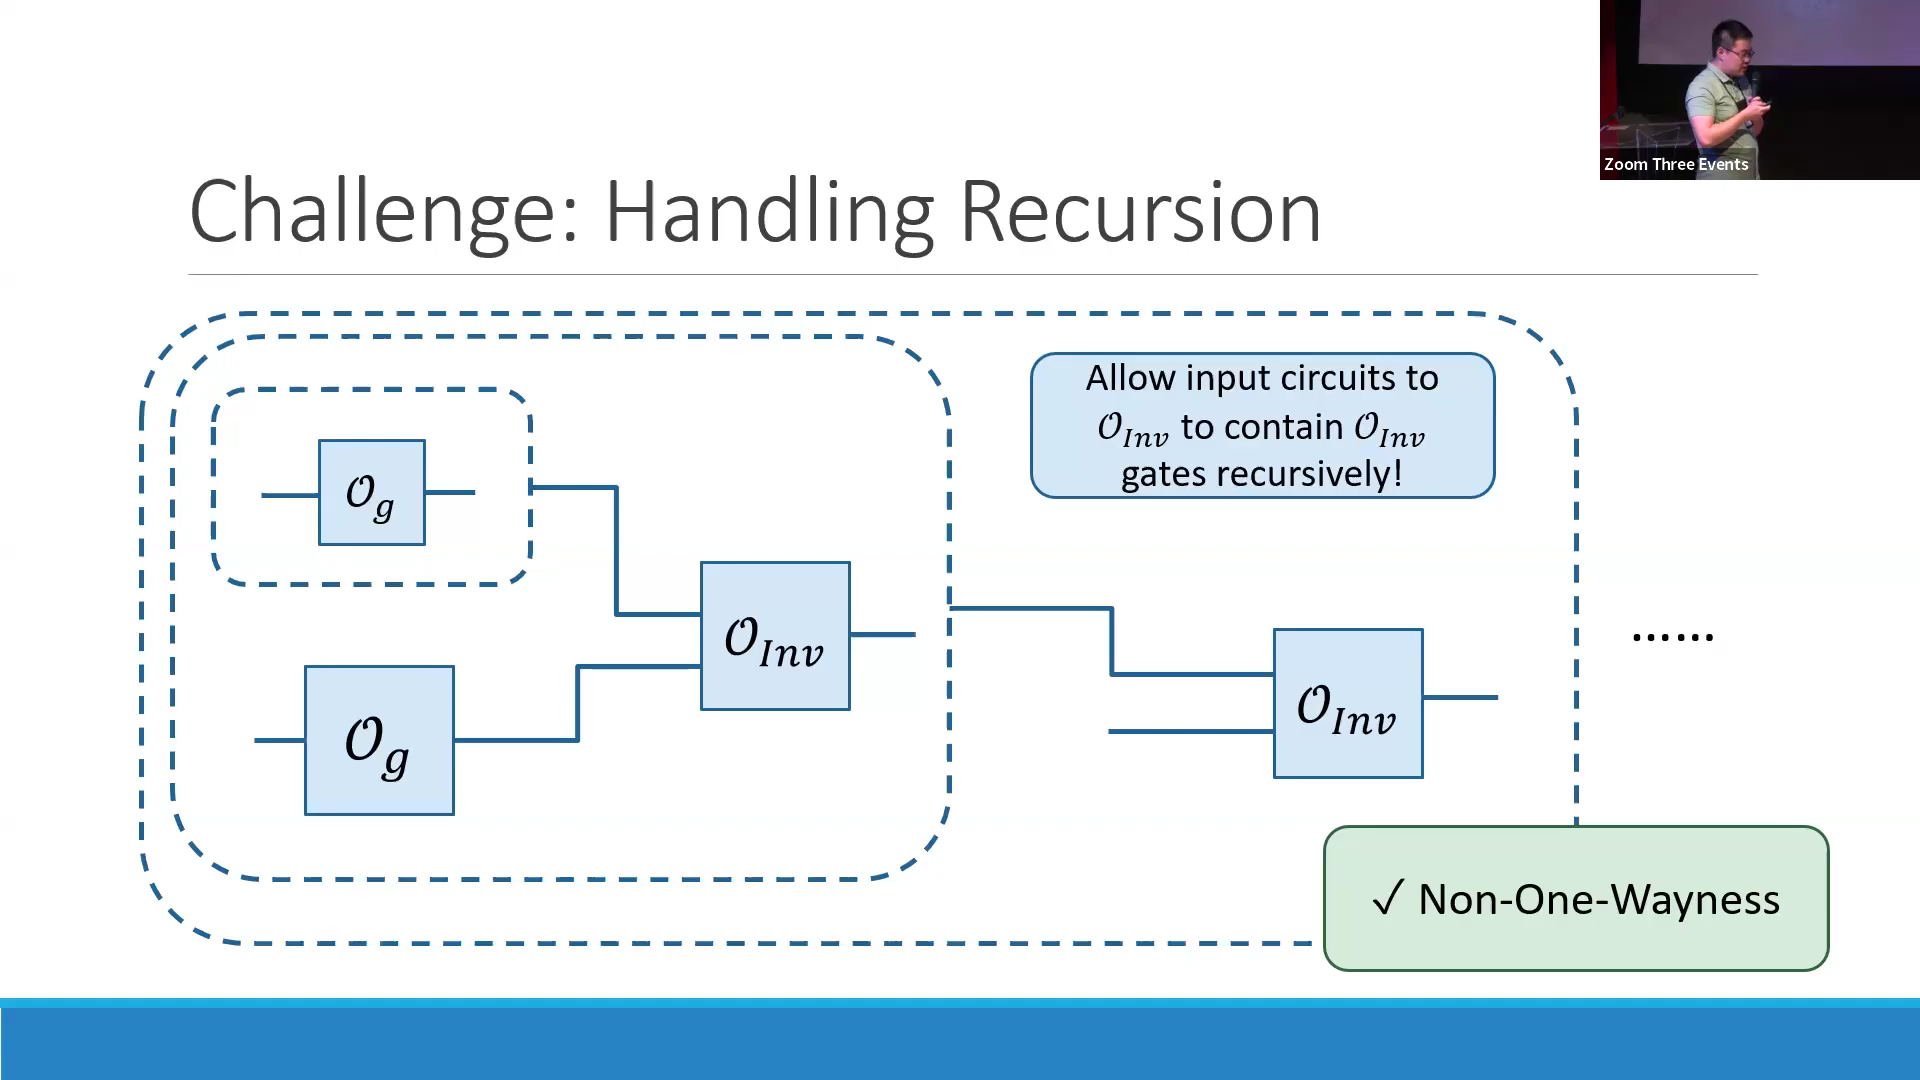 Zoom Three Events
Challenge: Handling Recursion
Allow input circuits to
𝒪_Inv to contain 𝒪_Inv
gates recursively!
𝒪_g
𝒪_Inv
𝒪_g
𝒪_Inv
……
✓ Non-One-Wayness